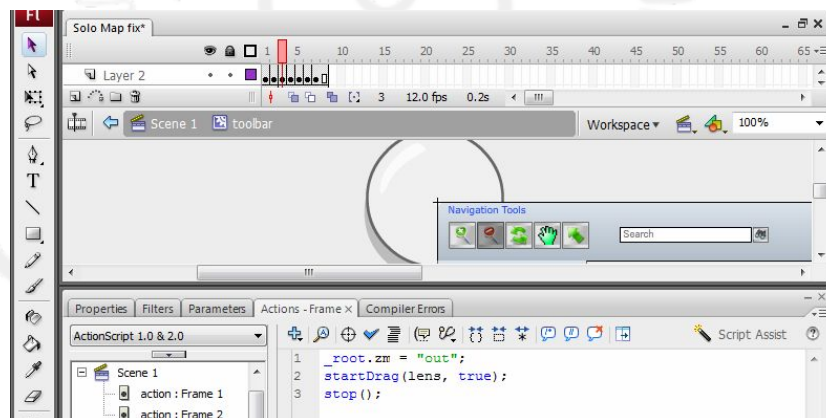 Fl
Solo Map fix*
1 5 10 15 20 25 30 35 40 45 50 55 60 65
Layer 2
3 12.0 fps 0.2s
Scene 1 toolbar Workspace 100%
Navigation Tools
Search
T
Properties Filters Parameters Actions - Frame × Compiler Errors
ActionScript 1.0 & 2.0
Script Assist
Scene 1
action : Frame 1
action : Frame 2
1 _root.zm = "out";
2 startDrag(lens, true);
3 stop();